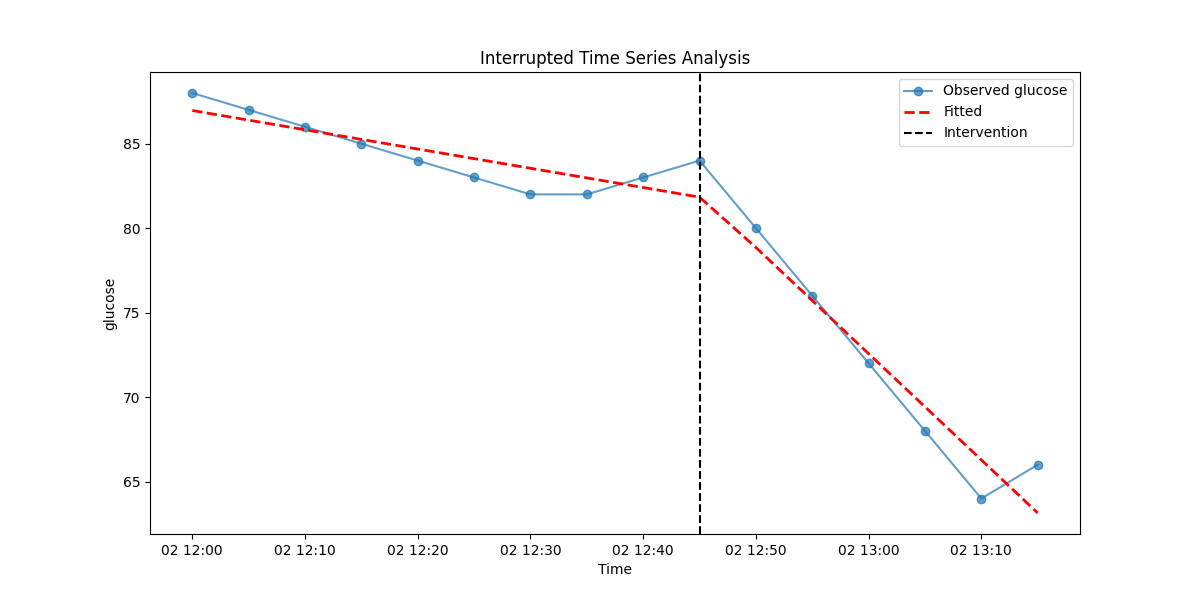 Interrupted Time Series Analysis
Observed glucose
Fitted
Intervention
glucose
85
80
75
70
65
02 12:00 02 12:10 02 12:20 02 12:30 02 12:40 02 12:50 02 13:00 02 13:10
Time